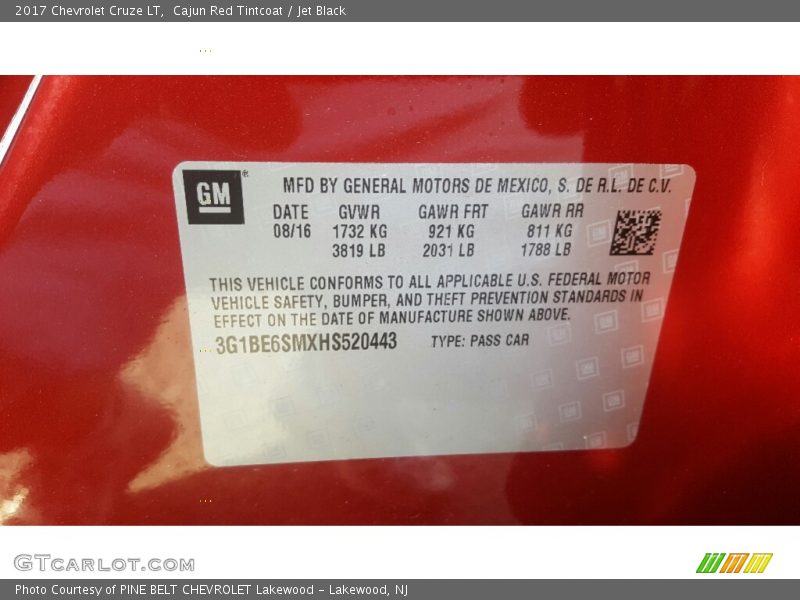 2017 Chevrolet Cruze LT,  Cajun Red Tintcoat / Jet Black
GM®
MFD BY GENERAL MOTORS DE MEXICO, S. DE R.L. DE C.V.
DATE GVWR GAWR FRT GAWR RR
08/16 1732 KG 921 KG 811 KG
3819 LB 2031 LB 1788 LB
THIS VEHICLE CONFORMS TO ALL APPLICABLE U.S. FEDERAL MOTOR
VEHICLE SAFETY, BUMPER, AND THEFT PREVENTION STANDARDS IN
EFFECT ON THE DATE OF MANUFACTURE SHOWN ABOVE.
3G1BE6SMXHS520443 TYPE: PASS CAR
GTCARLOT.COM
Photo Courtesy of PINE BELT CHEVROLET Lakewood - Lakewood, NJ